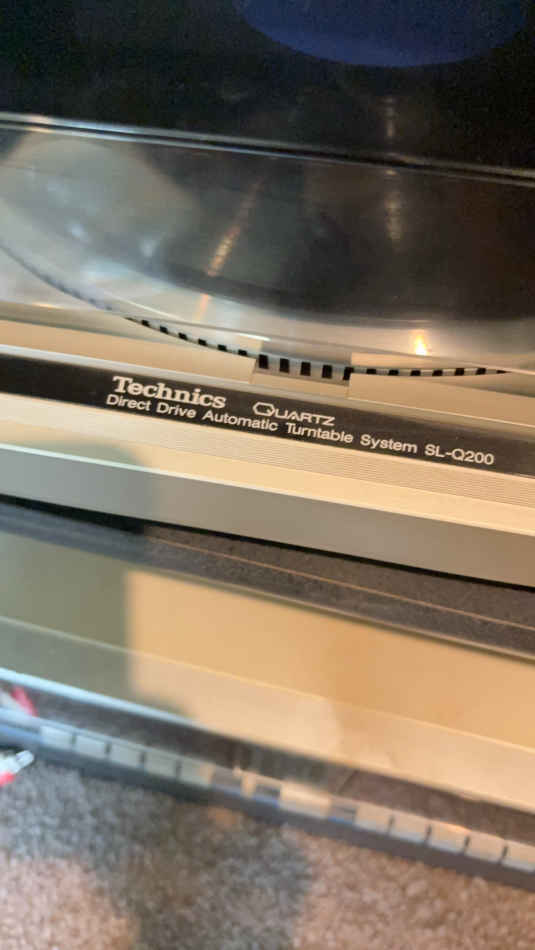 Technics QUARTZ
Direct Drive Automatic Turntable System SL-Q200